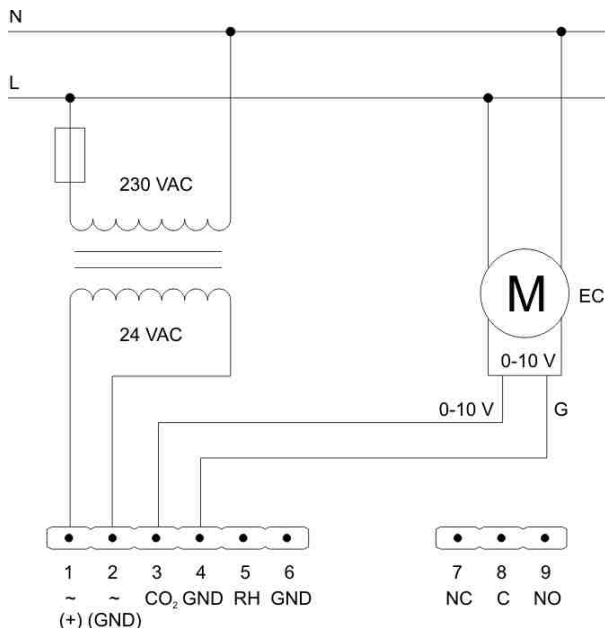 N
L
230 VAC
M
EC
24 VAC
0-10 V
0-10 V
G
1 2 3 4 5 6 7 8 9
~ ~ CO₂ GND RH GND NC C NO
(+) (GND)